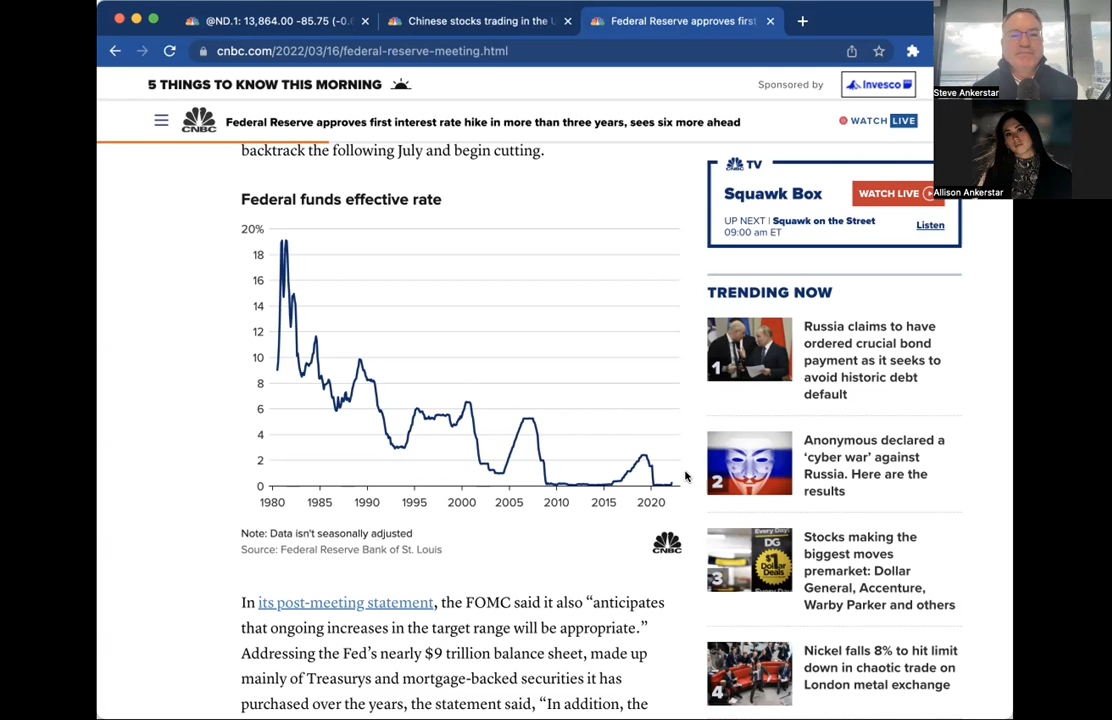 @ND.1: 13,864.00 -85.75 (-0.
Chinese stocks trading in the U
Federal Reserve approves first
cnbc.com/2022/03/16/federal-reserve-meeting.html
Steve Ankerstar
Allison Ankerstar
5 THINGS TO KNOW THIS MORNING
Sponsored by
Invesco
CNBC
Federal Reserve approves first interest rate hike in more than three years, sees six more ahead
WATCH LIVE
backtrack the following July and begin cutting.
Federal funds effective rate
20%
18
16
14
12
10
8
6
4
2
0
1980 1985 1990 1995 2000 2005 2010 2015 2020
Note: Data isn't seasonally adjusted
Source: Federal Reserve Bank of St. Louis
CNBC
In its post-meeting statement, the FOMC said it also “anticipates
that ongoing increases in the target range will be appropriate.”
Addressing the Fed’s nearly $9 trillion balance sheet, made up
mainly of Treasurys and mortgage-backed securities it has
purchased over the years, the statement said, “In addition, the
TV
Squawk Box
WATCH LIVE
UP NEXT | Squawk on the Street
09:00 am ET
Listen
TRENDING NOW
1
Russia claims to have
ordered crucial bond
payment as it seeks to
avoid historic debt
default
2
Anonymous declared a
‘cyber war’ against
Russia. Here are the
results
Every Day!
DG
$1
Dollar
Deals
3
Stocks making the
biggest moves
premarket: Dollar
General, Accenture,
Warby Parker and others
4
Nickel falls 8% to hit limit
down in chaotic trade on
London metal exchange